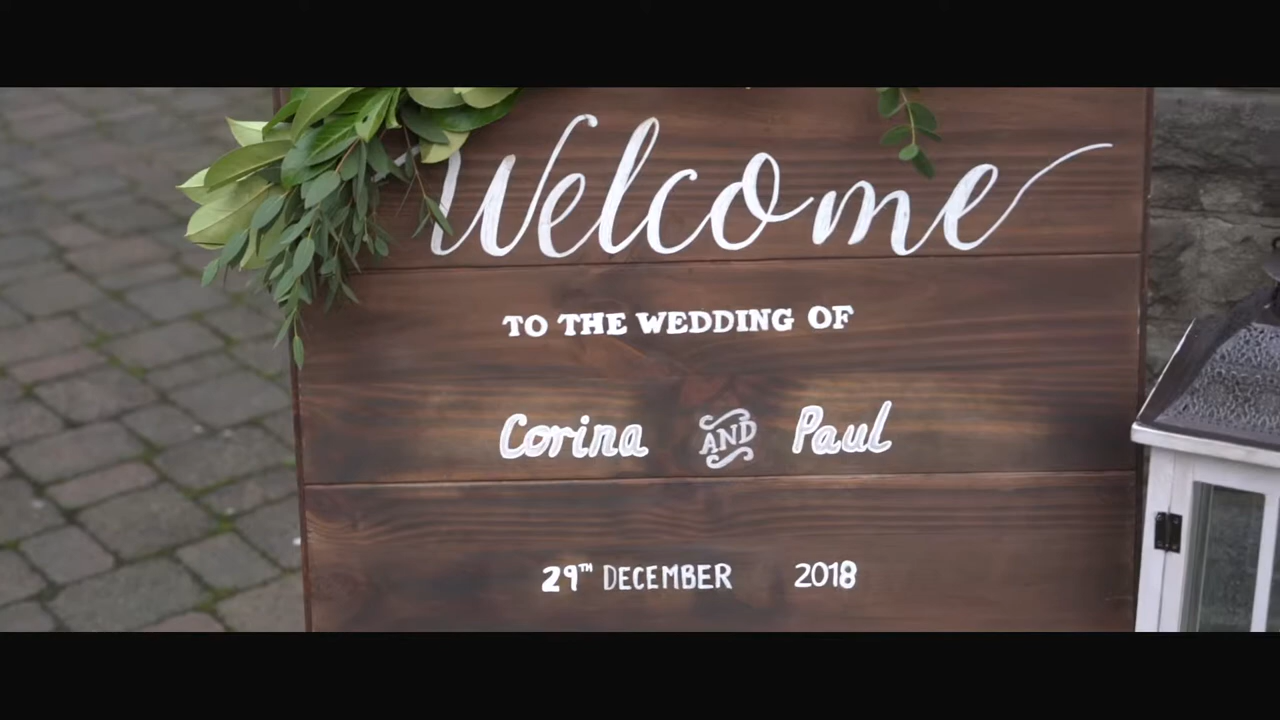 Welcome
TO THE WEDDING OF
Corina AND Paul
29TH DECEMBER 2018